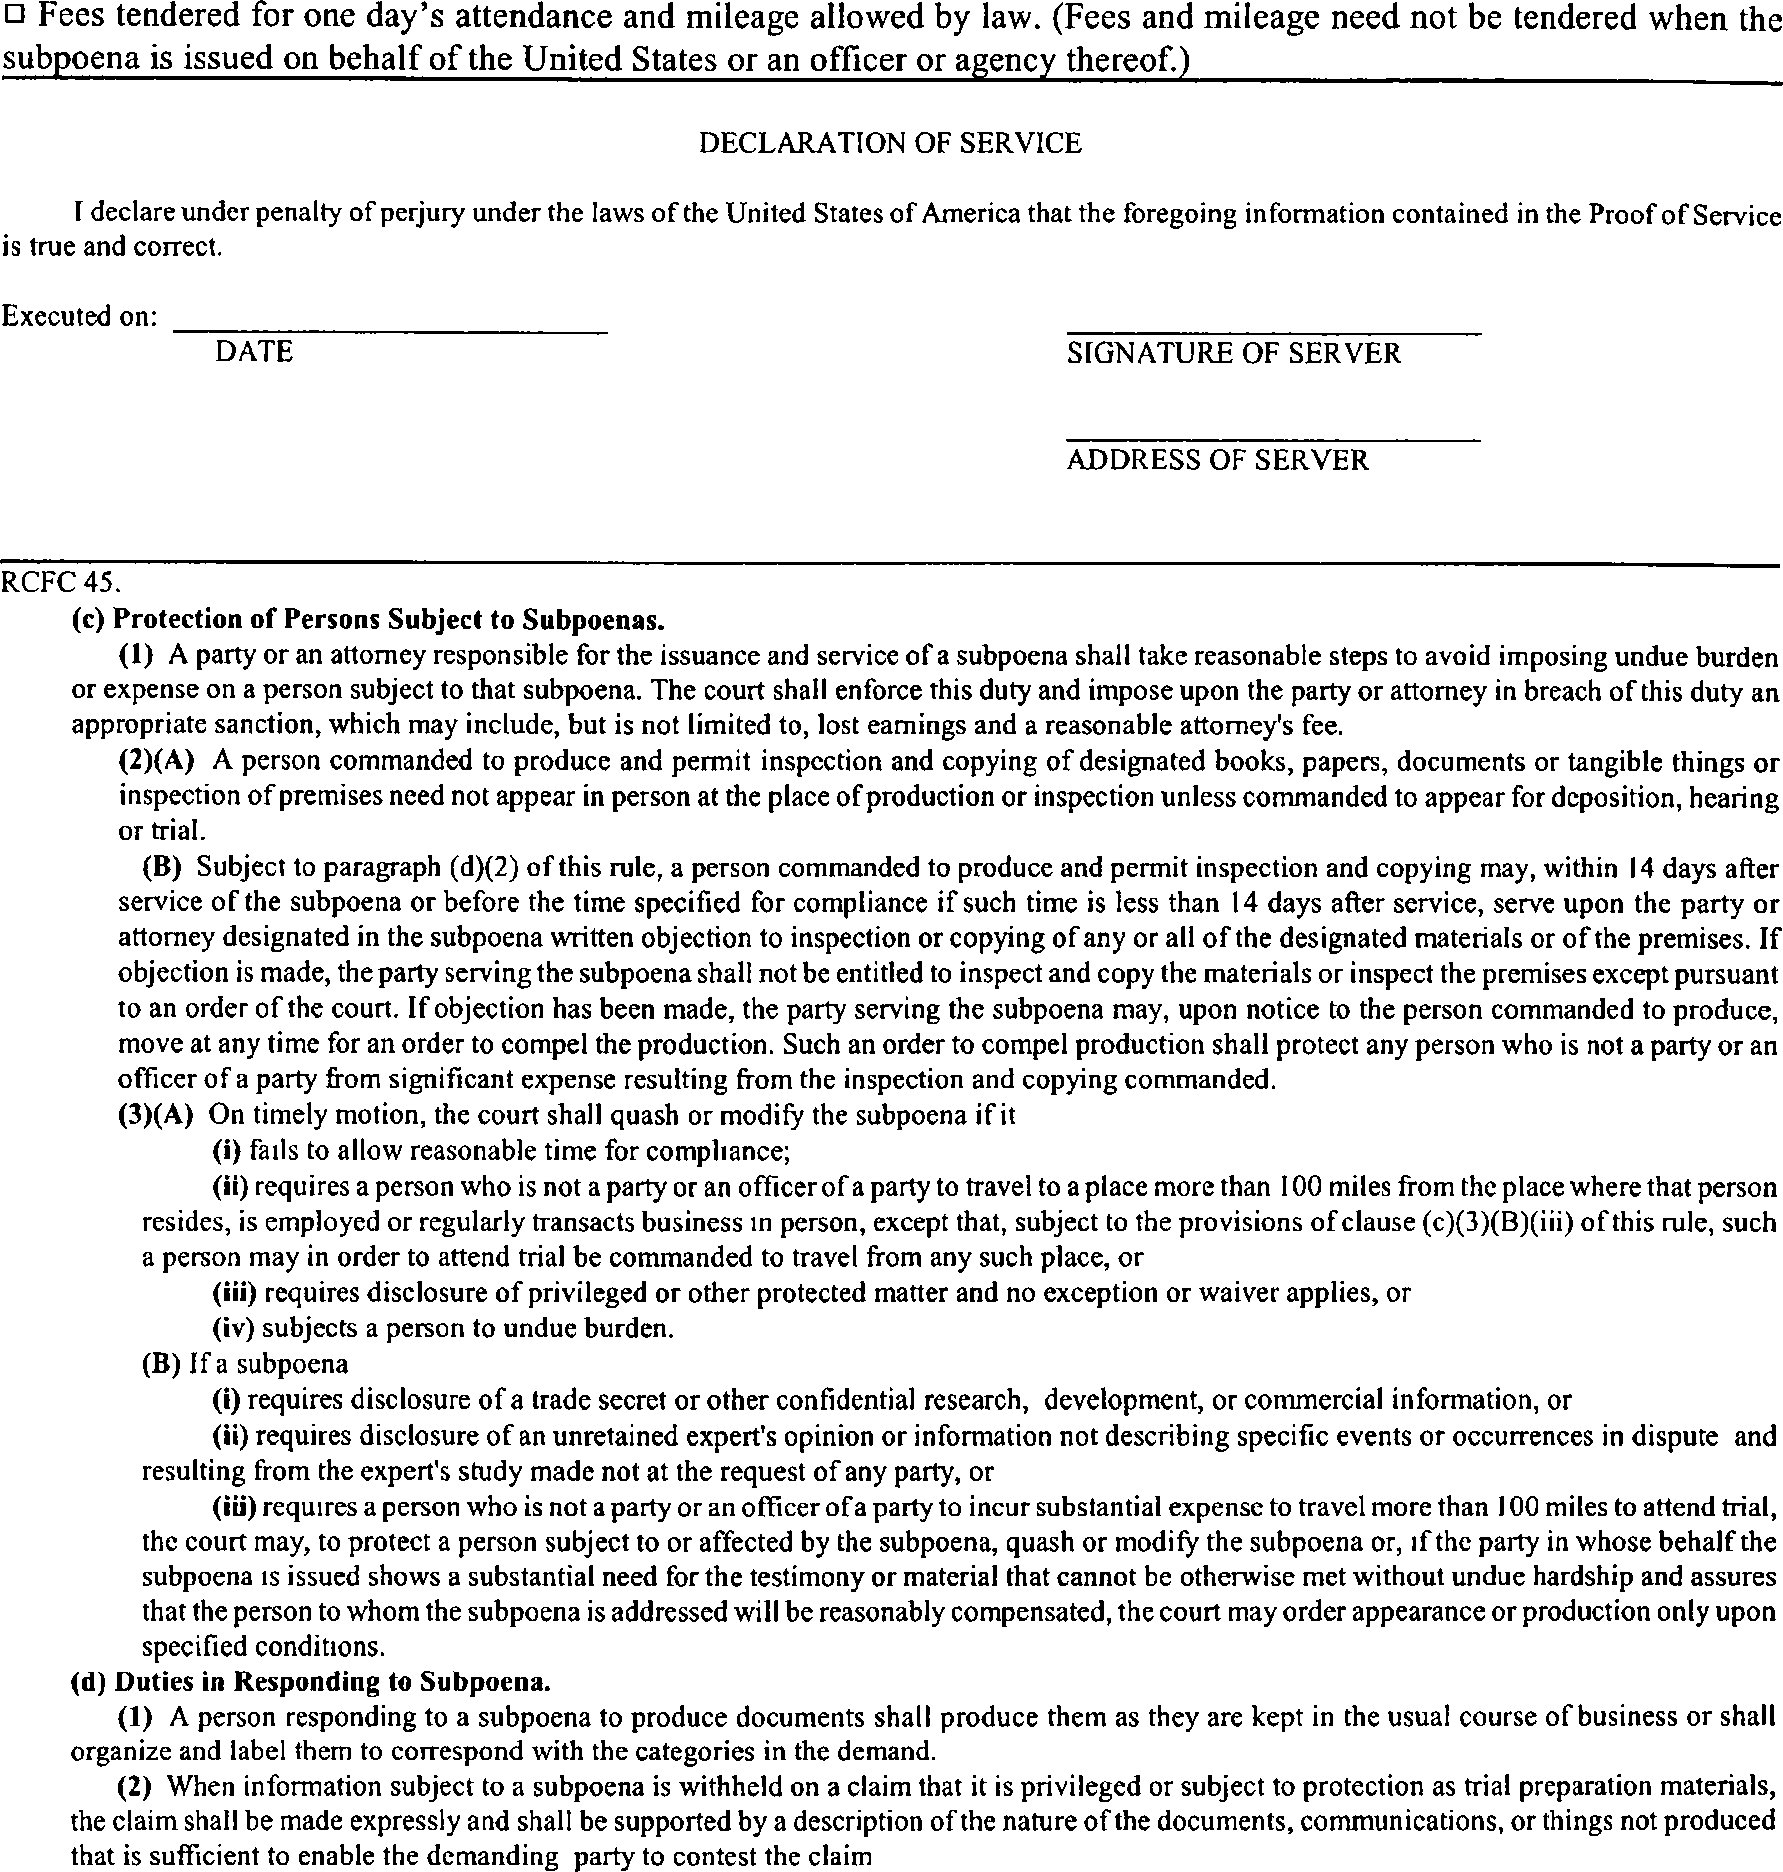 □ Fees tendered for one day's attendance and mileage allowed by law. (Fees and mileage need not be tendered when the
subpoena is issued on behalf of the United States or an officer or agency thereof.)
DECLARATION OF SERVICE
I declare under penalty of perjury under the laws of the United States of America that the foregoing information contained in the Proof of Service
is true and correct.
Executed on:
DATE
SIGNATURE OF SERVER
ADDRESS OF SERVER
RCFC 45.
(c) Protection of Persons Subject to Subpoenas.
(1) A party or an attorney responsible for the issuance and service of a subpoena shall take reasonable steps to avoid imposing undue burden
or expense on a person subject to that subpoena. The court shall enforce this duty and impose upon the party or attorney in breach of this duty an
appropriate sanction, which may include, but is not limited to, lost earnings and a reasonable attorney's fee.
(2)(A) A person commanded to produce and permit inspection and copying of designated books, papers, documents or tangible things or
inspection of premises need not appear in person at the place of production or inspection unless commanded to appear for deposition, hearing
or trial.
(B) Subject to paragraph (d)(2) of this rule, a person commanded to produce and permit inspection and copying may, within 14 days after
service of the subpoena or before the time specified for compliance if such time is less than 14 days after service, serve upon the party or
attorney designated in the subpoena written objection to inspection or copying of any or all of the designated materials or of the premises. If
objection is made, the party serving the subpoena shall not be entitled to inspect and copy the materials or inspect the premises except pursuant
to an order of the court. If objection has been made, the party serving the subpoena may, upon notice to the person commanded to produce,
move at any time for an order to compel the production. Such an order to compel production shall protect any person who is not a party or an
officer of a party from significant expense resulting from the inspection and copying commanded.
(3)(A) On timely motion, the court shall quash or modify the subpoena if it
(i) fails to allow reasonable time for compliance;
(ii) requires a person who is not a party or an officer of a party to travel to a place more than 100 miles from the place where that person
resides, is employed or regularly transacts business in person, except that, subject to the provisions of clause (c)(3)(B)(iii) of this rule, such
a person may in order to attend trial be commanded to travel from any such place, or
(iii) requires disclosure of privileged or other protected matter and no exception or waiver applies, or
(iv) subjects a person to undue burden.
(B) If a subpoena
(i) requires disclosure of a trade secret or other confidential research, development, or commercial information, or
(ii) requires disclosure of an unretained expert's opinion or information not describing specific events or occurrences in dispute and
resulting from the expert's study made not at the request of any party, or
(iii) requires a person who is not a party or an officer of a party to incur substantial expense to travel more than 100 miles to attend trial,
the court may, to protect a person subject to or affected by the subpoena, quash or modify the subpoena or, if the party in whose behalf the
subpoena is issued shows a substantial need for the testimony or material that cannot be otherwise met without undue hardship and assures
that the person to whom the subpoena is addressed will be reasonably compensated, the court may order appearance or production only upon
specified conditions.
(d) Duties in Responding to Subpoena.
(1) A person responding to a subpoena to produce documents shall produce them as they are kept in the usual course of business or shall
organize and label them to correspond with the categories in the demand.
(2) When information subject to a subpoena is withheld on a claim that it is privileged or subject to protection as trial preparation materials,
the claim shall be made expressly and shall be supported by a description of the nature of the documents, communications, or things not produced
that is sufficient to enable the demanding party to contest the claim